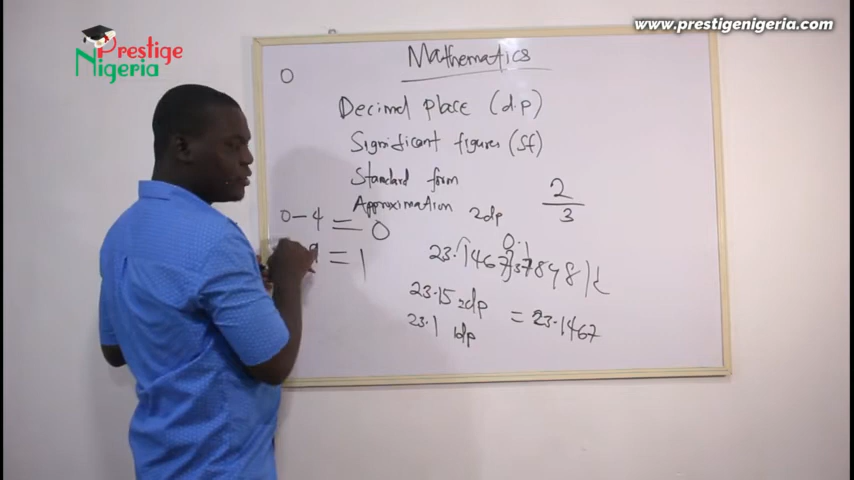 www.prestigenigeria.com
Prestige
Nigeria
Mathematics
0
Decimal place (d.p)
Significant figures (sf)
Standard form
Approximation
2dp
2
3
0-4 = 0
9 = 1
23.15 2dp
23.1 1dp
= 23.1467